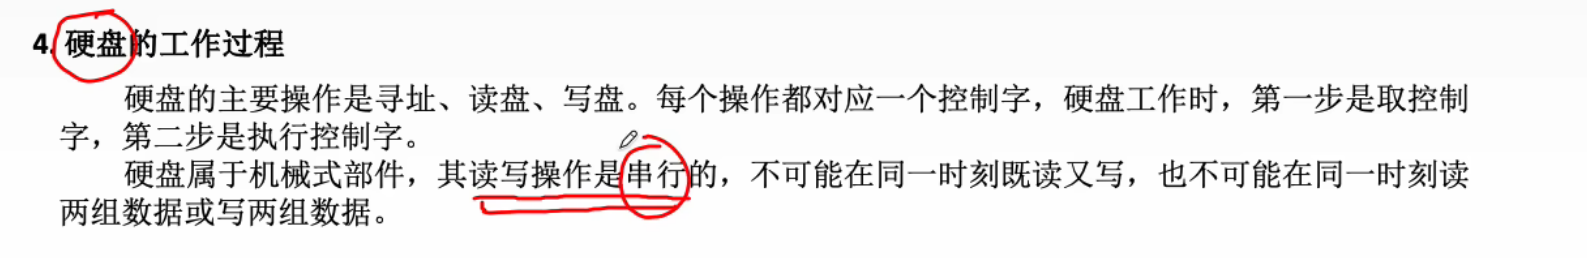 4. 硬盘的工作过程
硬盘的主要操作是寻址、读盘、写盘。每个操作都对应一个控制字，硬盘工作时，第一步是取控制
字，第二步是执行控制字。
硬盘属于机械式部件，其读写操作是串行的，不可能在同一时刻既读又写，也不可能在同一时刻读
两组数据或写两组数据。